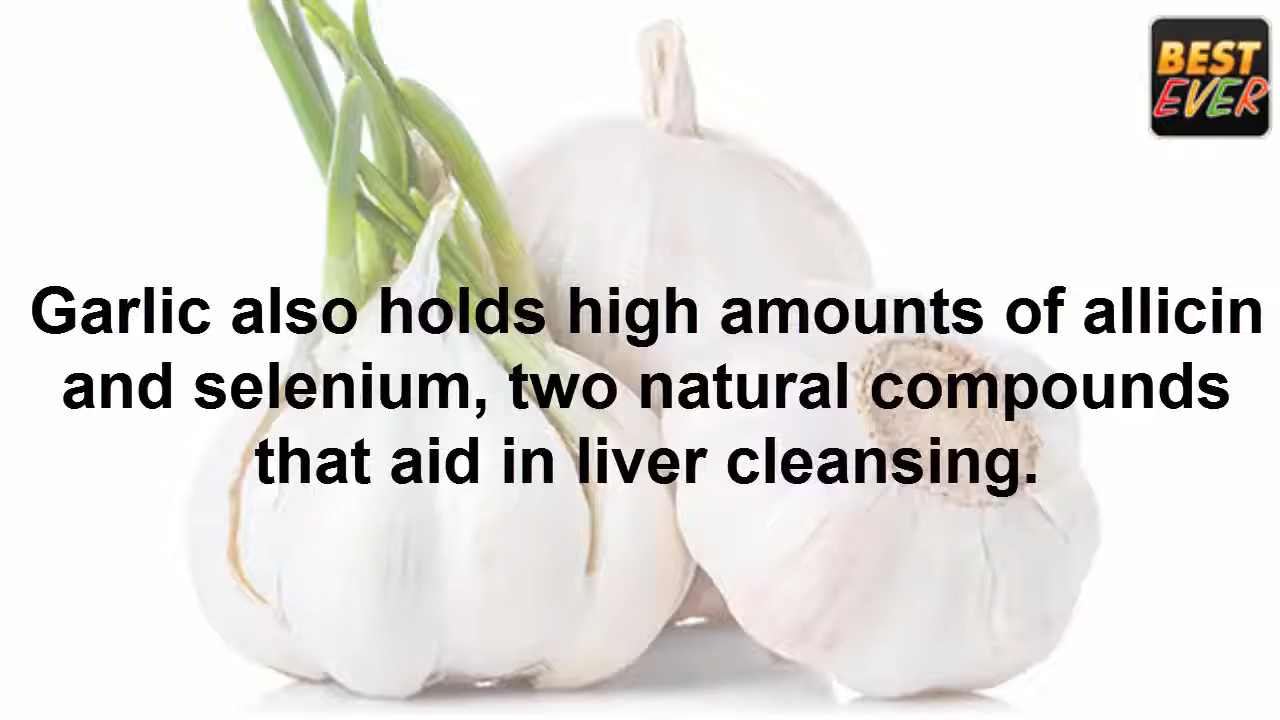 BEST
EVER
Garlic also holds high amounts of allicin
and selenium, two natural compounds
that aid in liver cleansing.